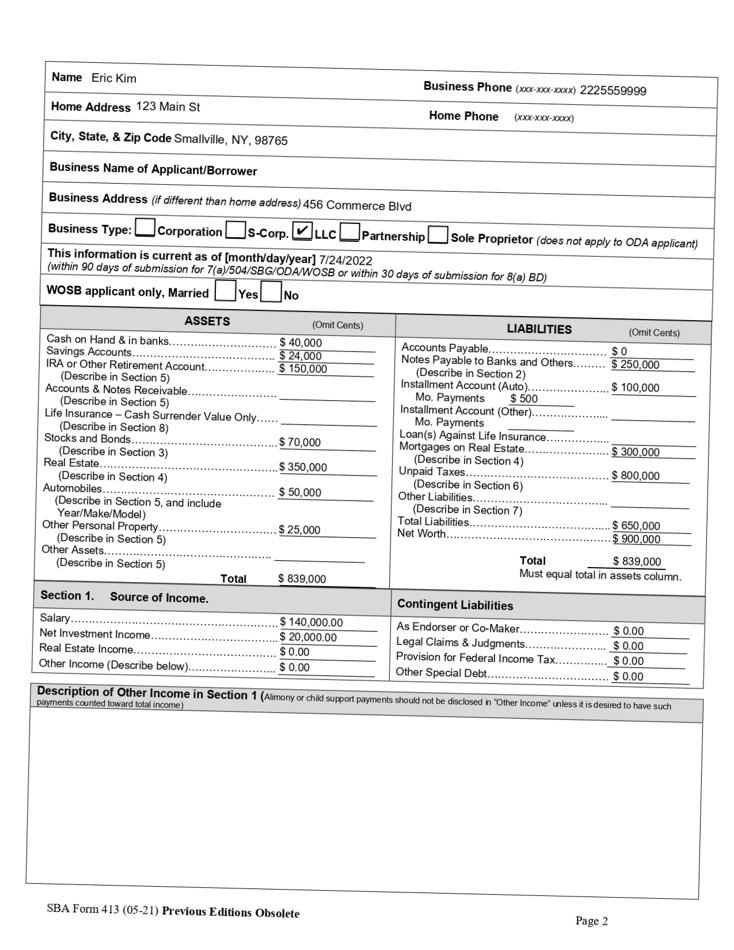 Name Eric Kim
Business Phone (xxx-xxx-xxxx) 2225559999
Home Address 123 Main St
Home Phone (xxx-xxx-xxxx)
City, State, & Zip Code Smallville, NY, 98765
Business Name of Applicant/Borrower
Business Address (if different than home address) 456 Commerce Blvd
Business Type: Corporation S-Corp. ✔ LLC Partnership Sole Proprietor (does not apply to ODA applicant)
This information is current as of [month/day/year] 7/24/2022
(within 90 days of submission for 7(a)/504/SBG/ODA/WOSB or within 30 days of submission for 8(a) BD)
WOSB applicant only, Married Yes No
ASSETS (Omit Cents)
Cash on Hand & in banks................................ $ 40,000
Savings Accounts........................................... $ 24,000
IRA or Other Retirement Account.................... $ 150,000
(Describe in Section 5)
Accounts & Notes Receivable..........................
(Describe in Section 5)
Life Insurance – Cash Surrender Value Only......
(Describe in Section 8)
Stocks and Bonds........................................... $ 70,000
(Describe in Section 3)
Real Estate..................................................... $ 350,000
(Describe in Section 4)
Automobiles.................................................... $ 50,000
(Describe in Section 5, and include
Year/Make/Model)
Other Personal Property................................. $ 25,000
(Describe in Section 5)
Other Assets..................................................
(Describe in Section 5)
Total $ 839,000
LIABILITIES (Omit Cents)
Accounts Payable........................................... $ 0
Notes Payable to Banks and Others......... $ 250,000
(Describe in Section 2)
Installment Account (Auto)........................ $ 100,000
Mo. Payments $ 500
Installment Account (Other)......................
Mo. Payments
Loan(s) Against Life Insurance..................
Mortgages on Real Estate......................... $ 300,000
(Describe in Section 4)
Unpaid Taxes............................................ $ 800,000
(Describe in Section 6)
Other Liabilities.........................................
(Describe in Section 7)
Total Liabilities.......................................... $ 650,000
Net Worth................................................. $ 900,000
Total $ 839,000
Must equal total in assets column.
Section 1. Source of Income.
Salary............................................................. $ 140,000.00
Net Investment Income................................... $ 20,000.00
Real Estate Income......................................... $ 0.00
Other Income (Describe below)....................... $ 0.00
Contingent Liabilities
As Endorser or Co-Maker............................. $ 0.00
Legal Claims & Judgments........................... $ 0.00
Provision for Federal Income Tax................ $ 0.00
Other Special Debt....................................... $ 0.00
Description of Other Income in Section 1 (Alimony or child support payments should not be disclosed in "Other Income" unless it is desired to have such
payments counted toward total income)
SBA Form 413 (05-21) Previous Editions Obsolete
Page 2